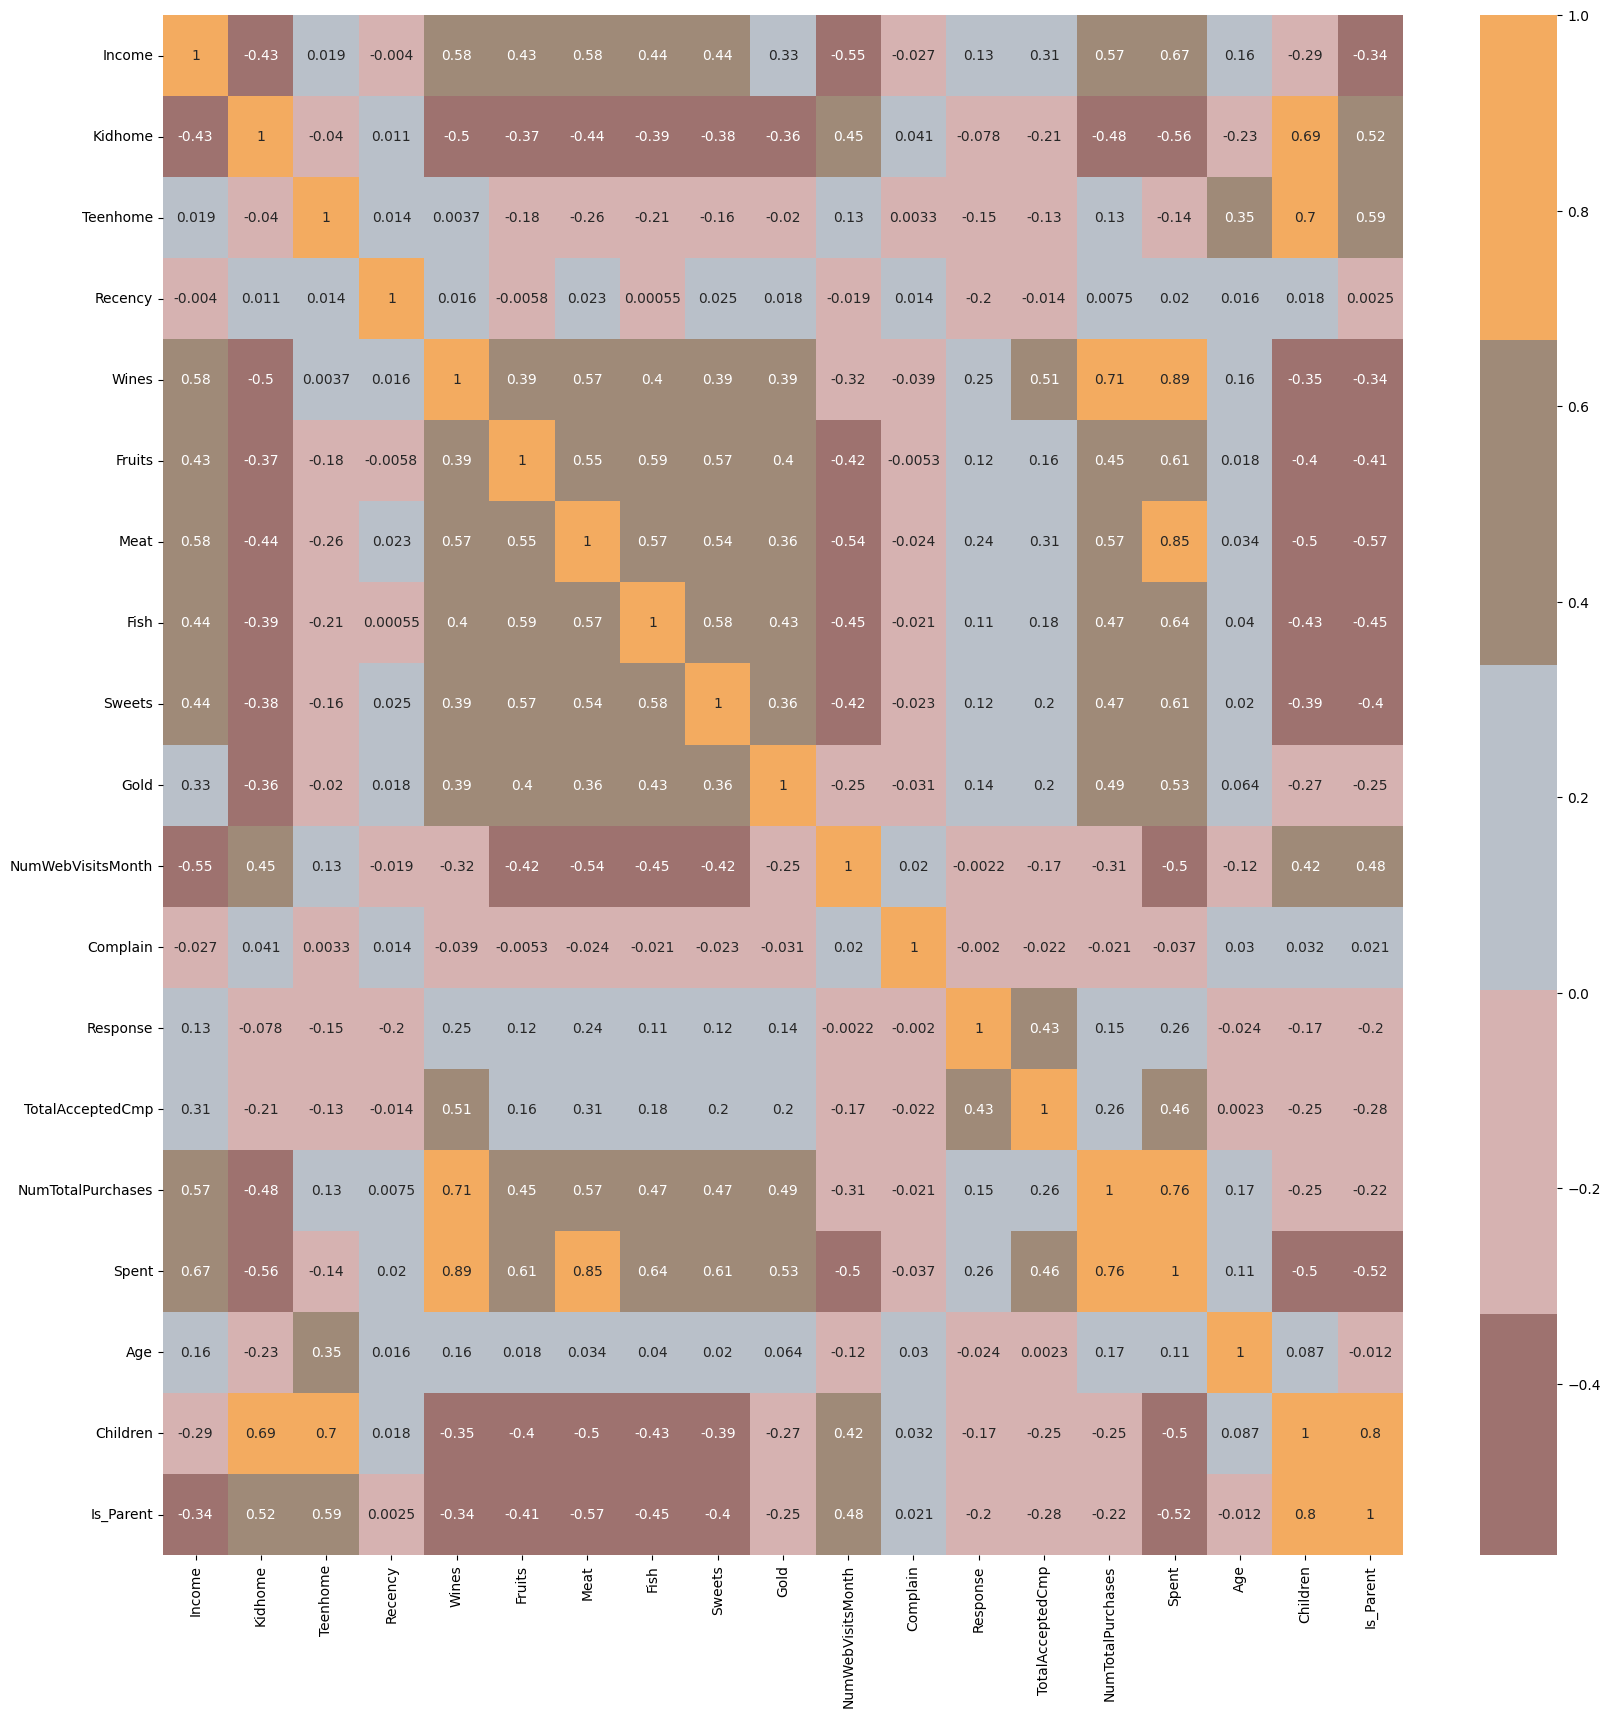 Income 1 -0.43 0.019 -0.004 0.58 0.43 0.58 0.44 0.44 0.33 -0.55 -0.027 0.13 0.31 0.57 0.67 0.16 -0.29 -0.34
Kidhome -0.43 1 -0.04 0.011 -0.5 -0.37 -0.44 -0.39 -0.38 -0.36 0.45 0.041 -0.078 -0.21 -0.48 -0.56 -0.23 0.69 0.52
Teenhome 0.019 -0.04 1 0.014 0.0037 -0.18 -0.26 -0.21 -0.16 -0.02 0.13 0.0033 -0.15 -0.13 0.13 -0.14 0.35 0.7 0.59
Recency -0.004 0.011 0.014 1 0.016 -0.0058 0.023 0.00055 0.025 0.018 -0.019 0.014 -0.2 -0.014 0.0075 0.02 0.016 0.018 0.0025
Wines 0.58 -0.5 0.0037 0.016 1 0.39 0.57 0.4 0.39 0.39 -0.32 -0.039 0.25 0.51 0.71 0.89 0.16 -0.35 -0.34
Fruits 0.43 -0.37 -0.18 -0.0058 0.39 1 0.55 0.59 0.57 0.4 -0.42 -0.0053 0.12 0.16 0.45 0.61 0.018 -0.4 -0.41
Meat 0.58 -0.44 -0.26 0.023 0.57 0.55 1 0.57 0.54 0.36 -0.54 -0.024 0.24 0.31 0.57 0.85 0.034 -0.5 -0.57
Fish 0.44 -0.39 -0.21 0.00055 0.4 0.59 0.57 1 0.58 0.43 -0.45 -0.021 0.11 0.18 0.47 0.64 0.04 -0.43 -0.45
Sweets 0.44 -0.38 -0.16 0.025 0.39 0.57 0.54 0.58 1 0.36 -0.42 -0.023 0.12 0.2 0.47 0.61 0.02 -0.39 -0.4
Gold 0.33 -0.36 -0.02 0.018 0.39 0.4 0.36 0.43 0.36 1 -0.25 -0.031 0.14 0.2 0.49 0.53 0.064 -0.27 -0.25
NumWebVisitsMonth -0.55 0.45 0.13 -0.019 -0.32 -0.42 -0.54 -0.45 -0.42 -0.25 1 0.02 -0.0022 -0.17 -0.31 -0.5 -0.12 0.42 0.48
Complain -0.027 0.041 0.0033 0.014 -0.039 -0.0053 -0.024 -0.021 -0.023 -0.031 0.02 1 -0.002 -0.022 -0.021 -0.037 0.03 0.032 0.021
Response 0.13 -0.078 -0.15 -0.2 0.25 0.12 0.24 0.11 0.12 0.14 -0.0022 -0.002 1 0.43 0.15 0.26 -0.024 -0.17 -0.2
TotalAcceptedCmp 0.31 -0.21 -0.13 -0.014 0.51 0.16 0.31 0.18 0.2 0.2 -0.17 -0.022 0.43 1 0.26 0.46 0.0023 -0.25 -0.28
NumTotalPurchases 0.57 -0.48 0.13 0.0075 0.71 0.45 0.57 0.47 0.47 0.49 -0.31 -0.021 0.15 0.26 1 0.76 0.17 -0.25 -0.22
Spent 0.67 -0.56 -0.14 0.02 0.89 0.61 0.85 0.64 0.61 0.53 -0.5 -0.037 0.26 0.46 0.76 1 0.11 -0.5 -0.52
Age 0.16 -0.23 0.35 0.016 0.16 0.018 0.034 0.04 0.02 0.064 -0.12 0.03 -0.024 0.0023 0.17 0.11 1 0.087 -0.012
Children -0.29 0.69 0.7 0.018 -0.35 -0.4 -0.5 -0.43 -0.39 -0.27 0.42 0.032 -0.17 -0.25 -0.25 -0.5 0.087 1 0.8
Is_Parent -0.34 0.52 0.59 0.0025 -0.34 -0.41 -0.57 -0.45 -0.4 -0.25 0.48 0.021 -0.2 -0.28 -0.22 -0.52 -0.012 0.8 1
Income
Kidhome
Teenhome
Recency
Wines
Fruits
Meat
Fish
Sweets
Gold
NumWebVisitsMonth
Complain
Response
TotalAcceptedCmp
NumTotalPurchases
Spent
Age
Children
Is_Parent
1.0
0.8
0.6
0.4
0.2
0.0
−0.2
−0.4